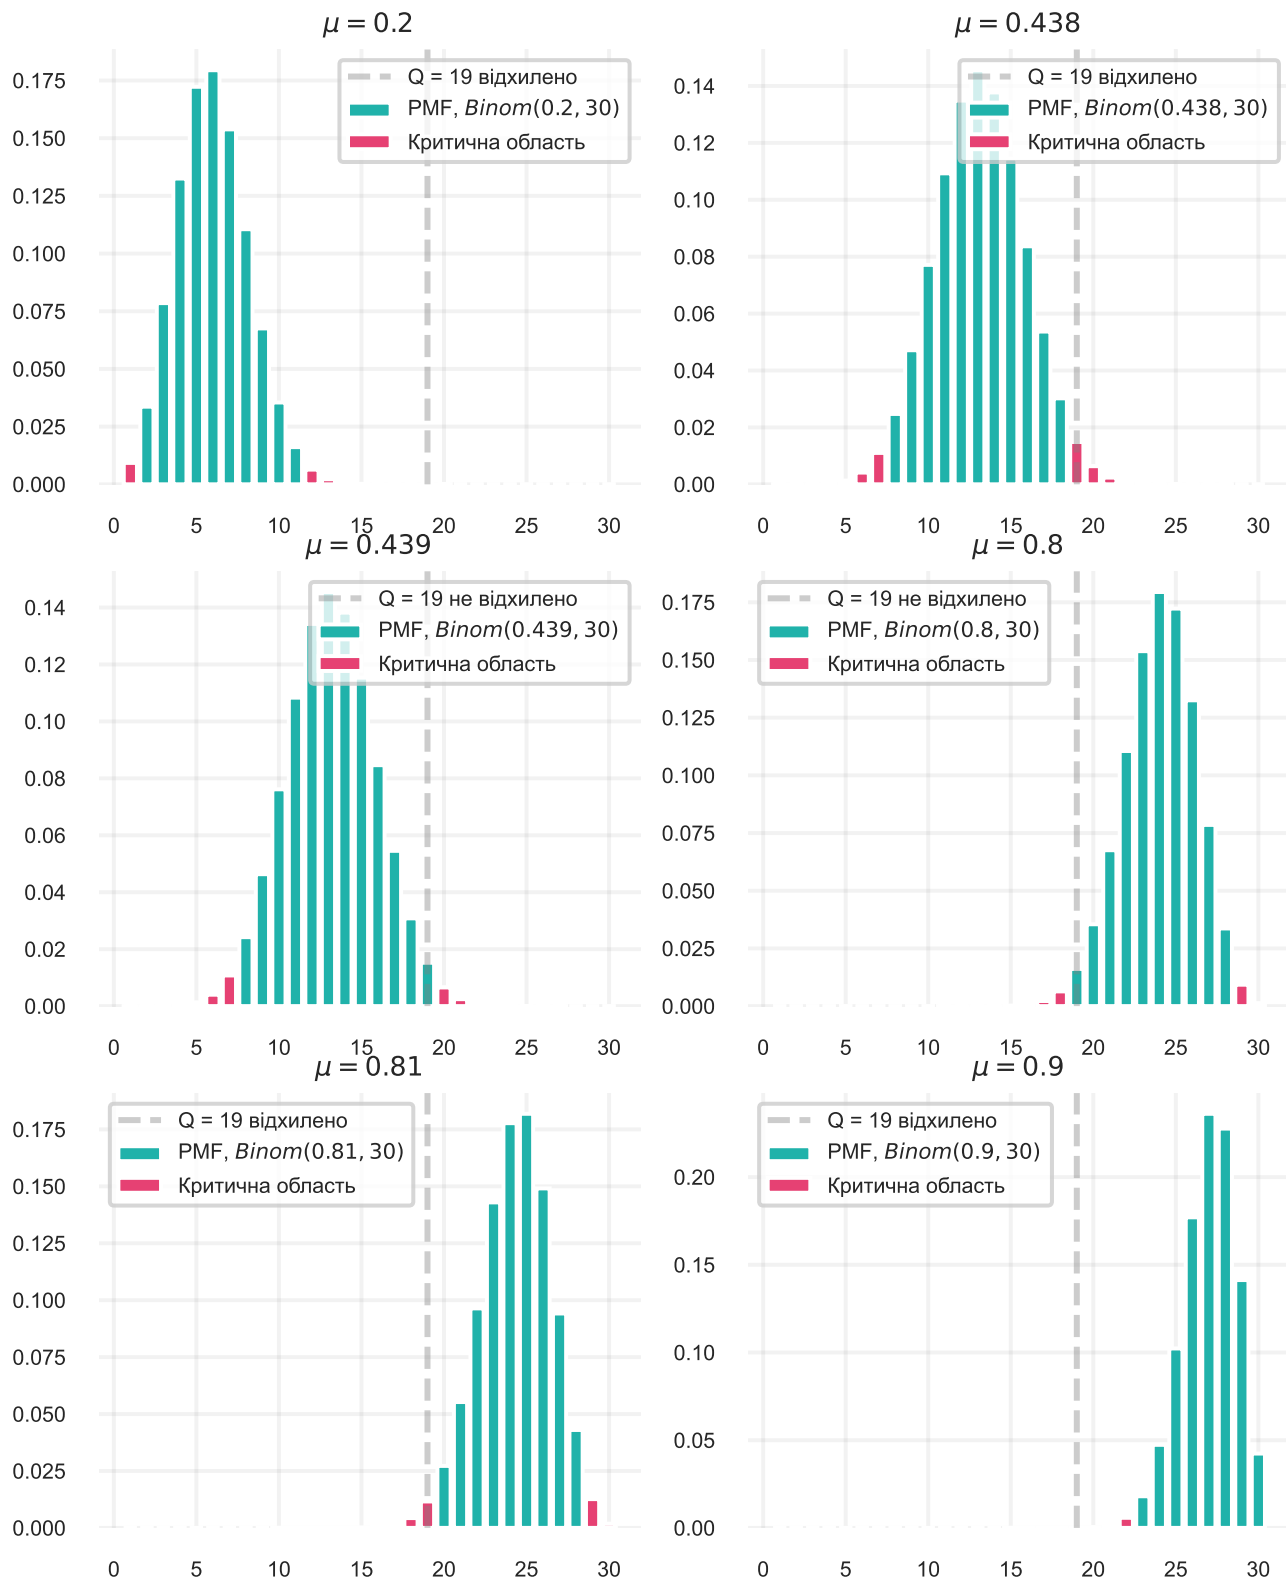 μ = 0.2
Q = 19 відхилено
PMF, Binom(0.2, 30)
Критична область
0.175
0.150
0.125
0.100
0.075
0.050
0.025
0.000
0 5 10 15 20 25 30
μ = 0.438
Q = 19 відхилено
PMF, Binom(0.438, 30)
Критична область
0.14
0.12
0.10
0.08
0.06
0.04
0.02
0.00
0 5 10 15 20 25 30
μ = 0.439
Q = 19 не відхилено
PMF, Binom(0.439, 30)
Критична область
0.14
0.12
0.10
0.08
0.06
0.04
0.02
0.00
0 5 10 15 20 25 30
μ = 0.8
Q = 19 не відхилено
PMF, Binom(0.8, 30)
Критична область
0.175
0.150
0.125
0.100
0.075
0.050
0.025
0.000
0 5 10 15 20 25 30
μ = 0.81
Q = 19 відхилено
PMF, Binom(0.81, 30)
Критична область
0.175
0.150
0.125
0.100
0.075
0.050
0.025
0.000
0 5 10 15 20 25 30
μ = 0.9
Q = 19 відхилено
PMF, Binom(0.9, 30)
Критична область
0.20
0.15
0.10
0.05
0.00
0 5 10 15 20 25 30